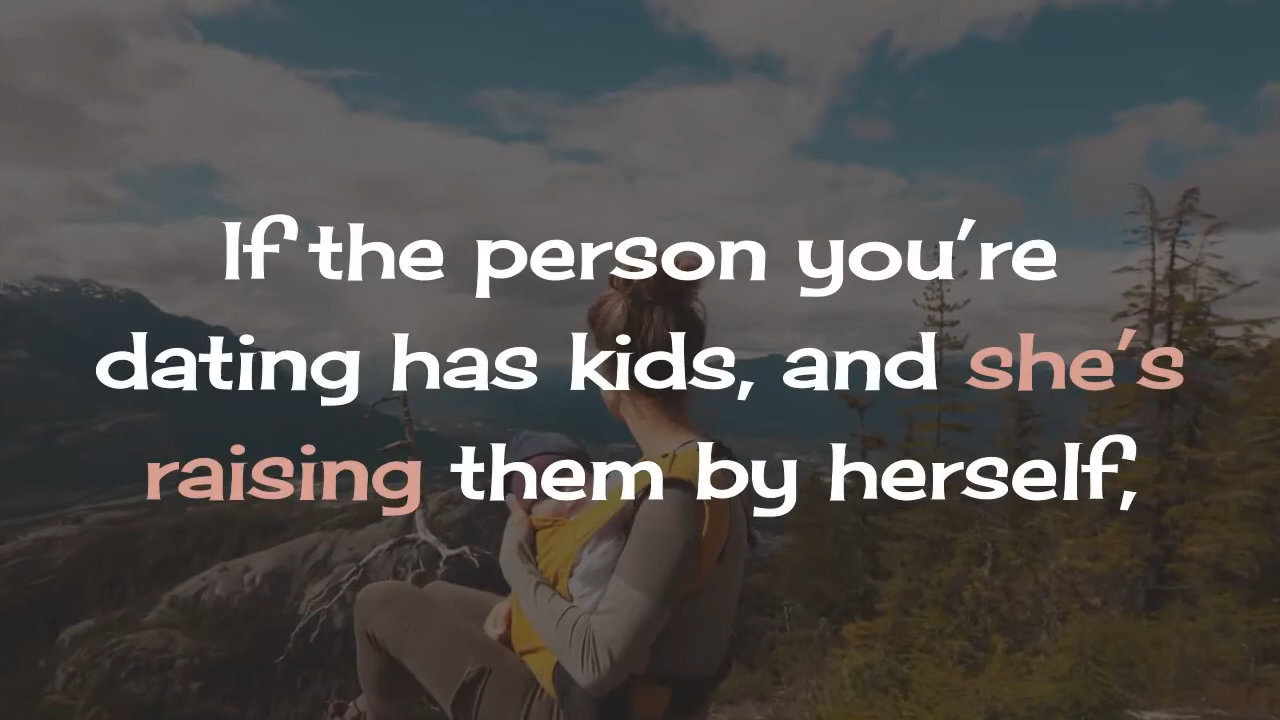 If the person you're
dating has kids, and she's
raising them by herself,